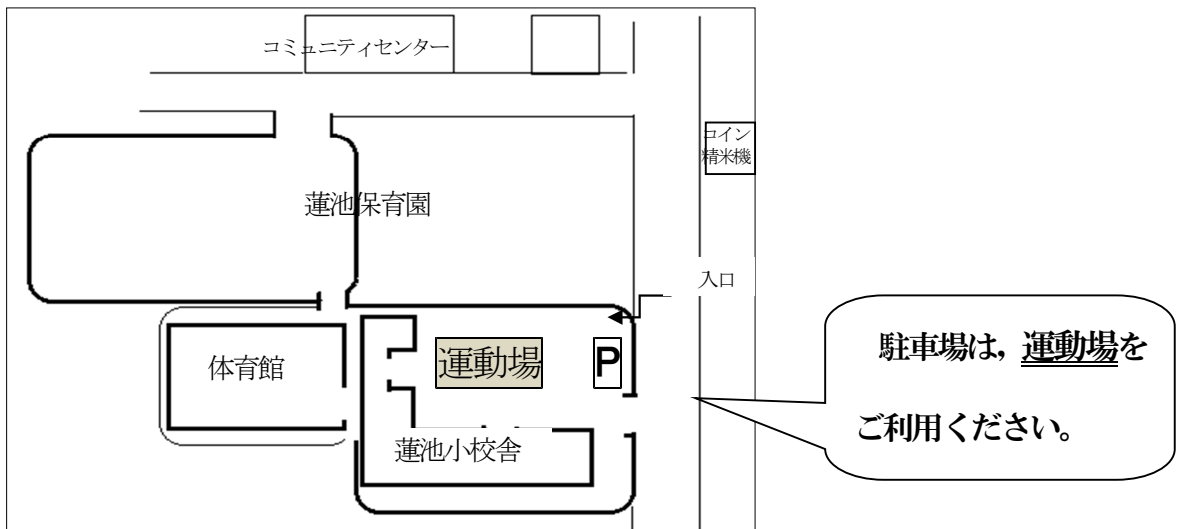 コミュニティセンター
コイン
精米機
蓮池保育園
入口
駐車場は，運動場を
ご利用ください。
運動場
P
体育館
蓮池小校舎